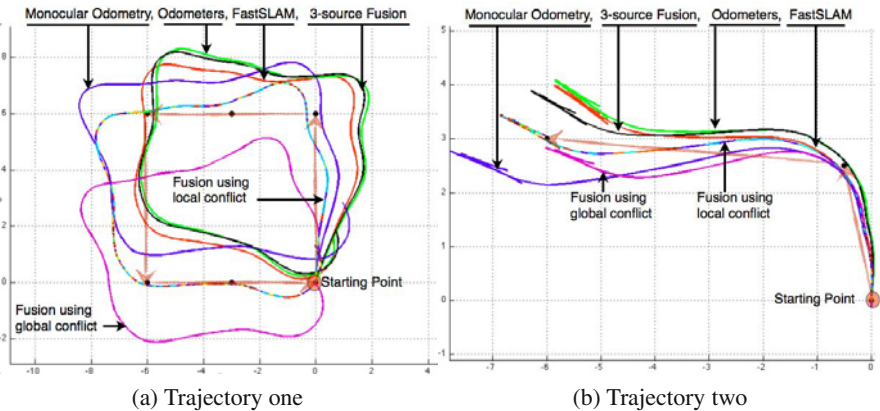 Monocular Odometry, Odometers, FastSLAM, 3-source Fusion
8
6
4
2
0
-2
-10 -8 -6 -4 -2 0 2 4
Fusion using
local conflict
Starting Point
Fusion using
global conflict
(a) Trajectory one
Monocular Odometry, 3-source Fusion, Odometers, FastSLAM
5
4
3
2
1
0
-1
-7 -6 -5 -4 -3 -2 -1 0
Fusion using
global conflict
Fusion using
local conflict
Starting Point
(b) Trajectory two